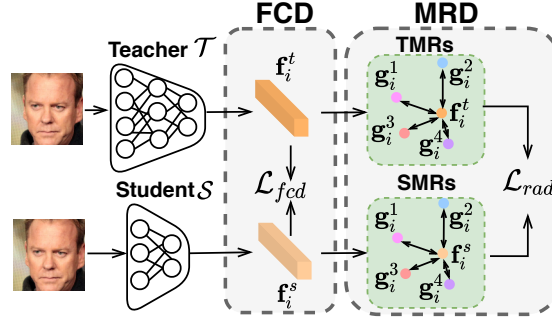 FCD
MRD
Teacher 𝒯
f_i^t
TMRs
g_i^1
g_i^2
f_i^t
g_i^3
g_i^4
ℒ_fcd
ℒ_rad
Student 𝒮
f_i^s
SMRs
g_i^1
g_i^2
f_i^s
g_i^3
g_i^4